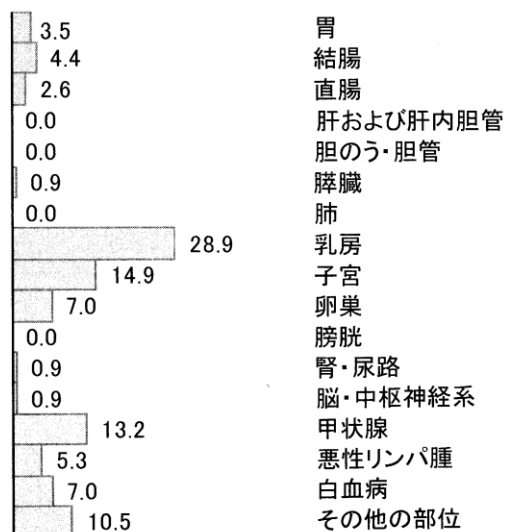 3.5 胃
4.4 結腸
2.6 直腸
0.0 肝および肝内胆管
0.0 胆のう・胆管
0.9 膵臓
0.0 肺
28.9 乳房
14.9 子宮
7.0 卵巣
0.0 膀胱
0.9 腎・尿路
0.9 脳・中枢神経系
13.2 甲状腺
5.3 悪性リンパ腫
7.0 白血病
10.5 その他の部位